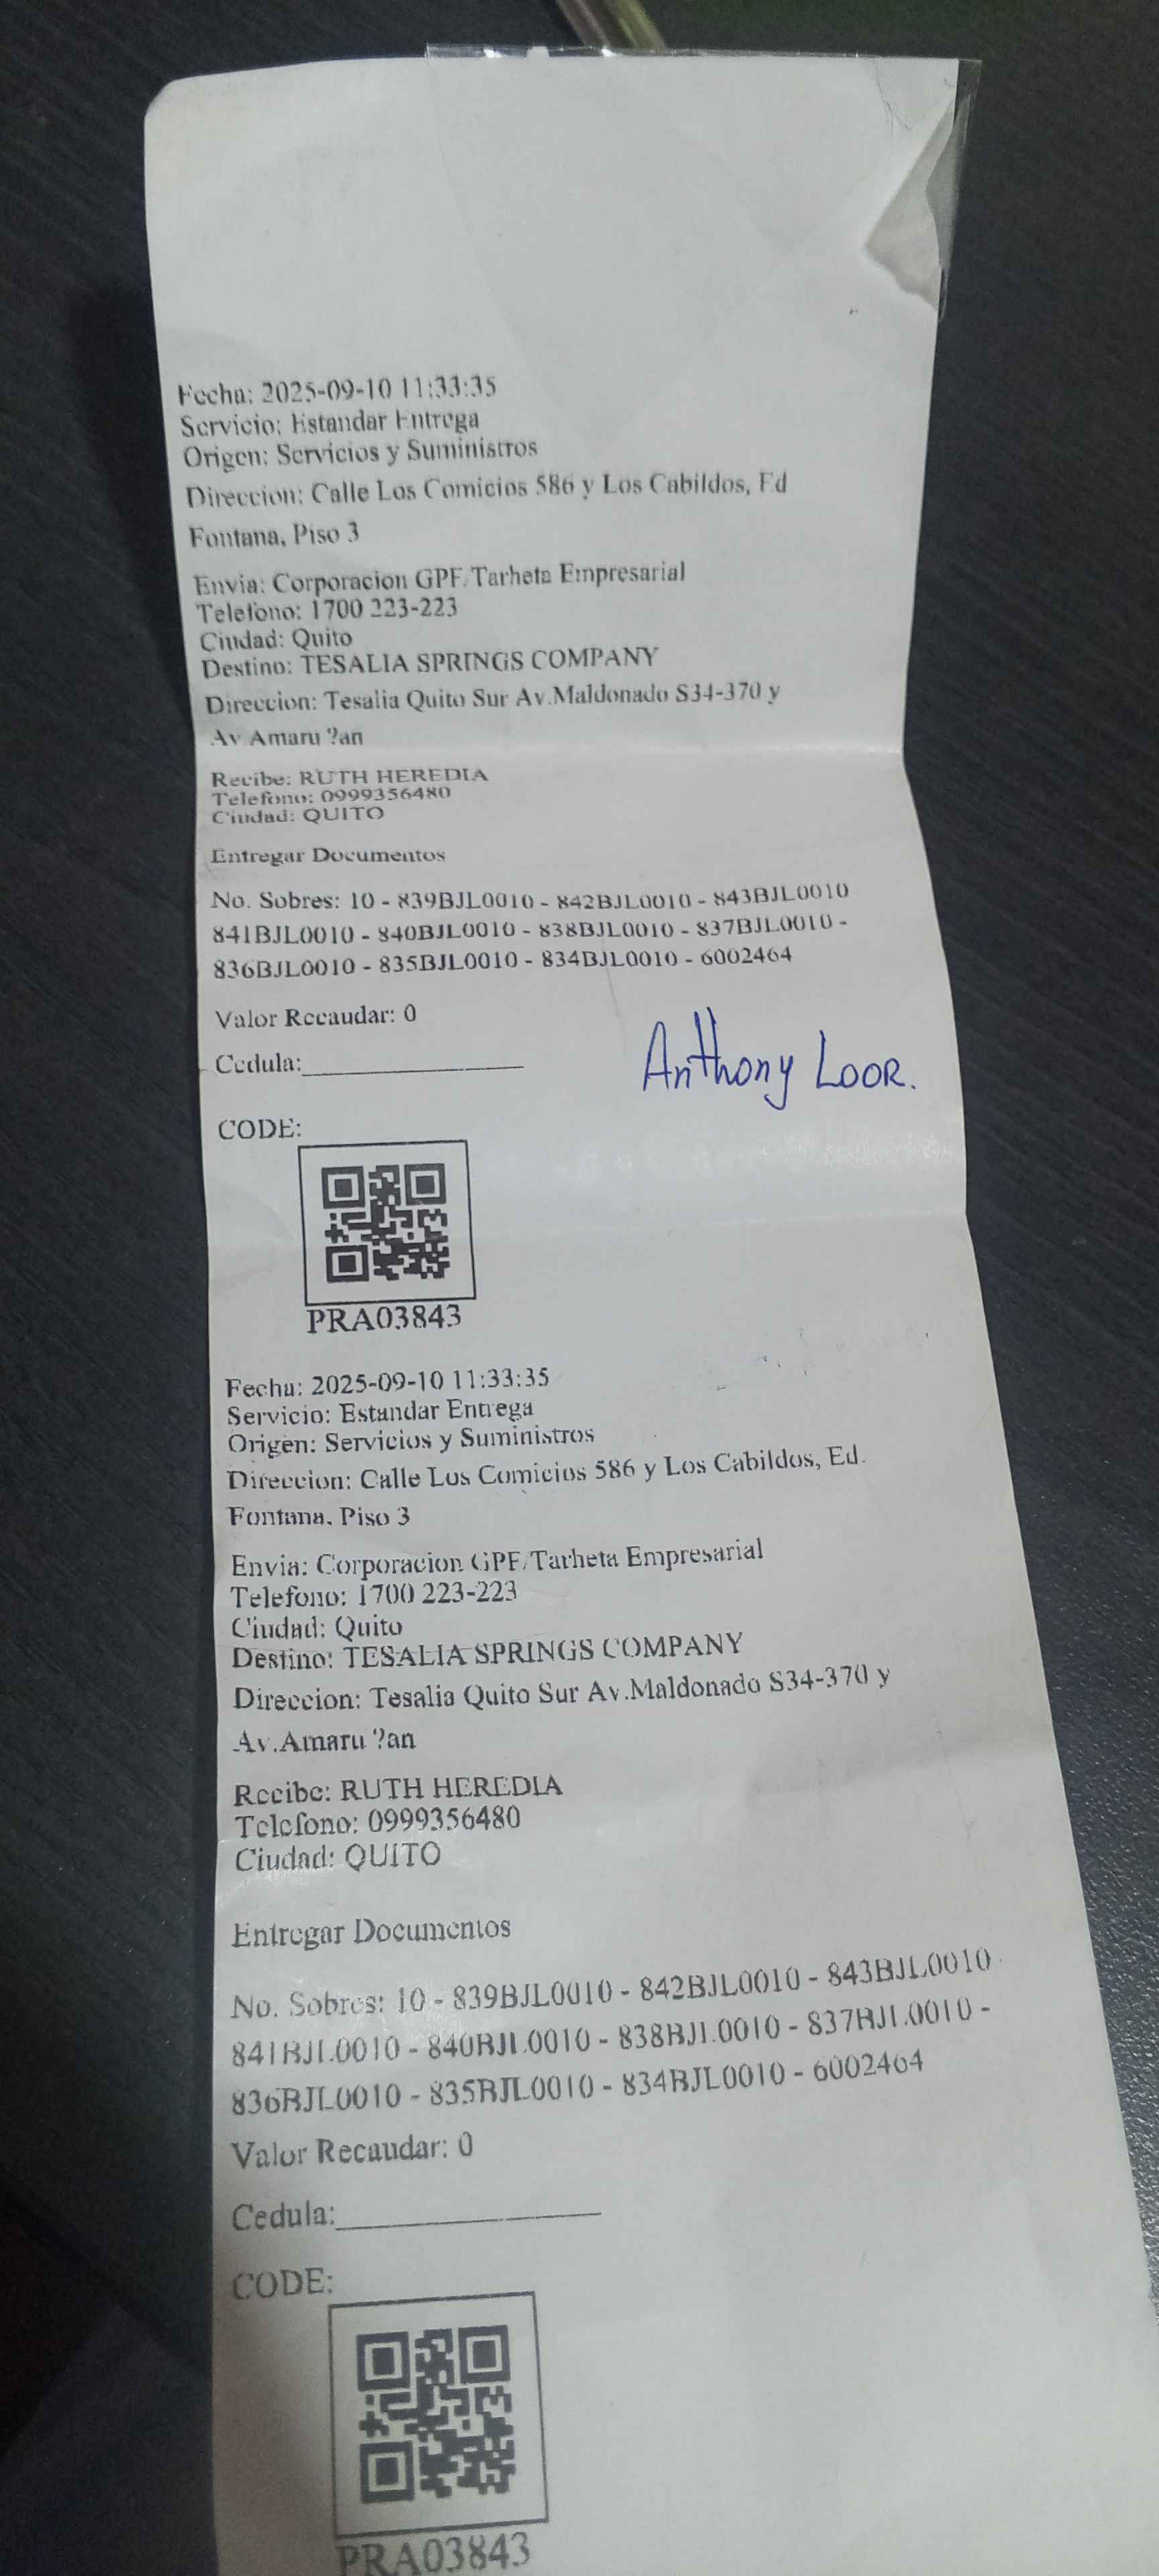 Fecha: 2025-09-10 11:33:35
Servicio: Estandar Entrega
Origen: Servicios y Suministros
Direccion: Calle Los Comicios 586 y Los Cabildos, Ed
Fontana, Piso 3
Envia: Corporacion GPF/Tarheta Empresarial
Telefono: 1700 223-223
Ciudad: Quito
Destino: TESALIA SPRINGS COMPANY
Direccion: Tesalia Quito Sur Av.Maldonado S34-370 y
Av.Amaru ?an
Recibe: RUTH HEREDIA
Telefono: 0999356480
Ciudad: QUITO
Entregar Documentos
No. Sobres: 10 - 839BJL0010 - 842BJL0010 - 843BJL0010
841BJL0010 - 840BJL0010 - 838BJL0010 - 837BJL0010 -
836BJL0010 - 835BJL0010 - 834BJL0010 - 6002464
Valor Recaudar: 0
Cedula:________________
Anthony Loor.
CODE:
PRA03843
Fecha: 2025-09-10 11:33:35
Servicio: Estandar Entrega
Origen: Servicios y Suministros
Direccion: Calle Los Comicios 586 y Los Cabildos, Ed.
Fontana, Piso 3
Envia: Corporacion GPF/Tarheta Empresarial
Telefono: 1700 223-223
Ciudad: Quito
Destino: TESALIA SPRINGS COMPANY
Direccion: Tesalia Quito Sur Av.Maldonado S34-370 y
Av.Amaru ?an
Recibe: RUTH HEREDIA
Telefono: 0999356480
Ciudad: QUITO
Entregar Documentos
No. Sobres: 10 - 839BJL0010 - 842BJL0010 - 843BJL0010
841BJL0010 - 840BJL0010 - 838BJL0010 - 837BJL0010 -
836BJL0010 - 835BJL0010 - 834BJL0010 - 6002464
Valor Recaudar: 0
Cedula:________________
CODE:
PRA03843